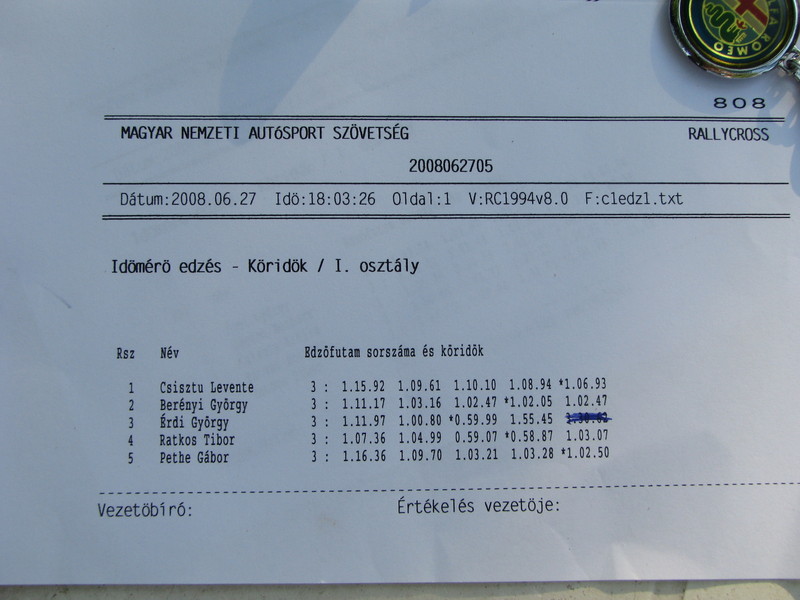 ALFA ROMEO
808
MAGYAR NEMZETI AUTÓSPORT SZÖVETSÉG RALLYCROSS
2008062705
Dátum:2008.06.27 Idö:18:03:26 Oldal:1 V:RC1994v8.0 F:c1edz1.txt
Idömérö edzés - Köridök / I. osztály
Rsz Név Edzőfutam sorszáma és köridök
1 Csisztu Levente 3 : 1.15.92 1.09.61 1.10.10 1.08.94 *1.06.93
2 Berényi György 3 : 1.11.17 1.03.16 1.02.47 *1.02.05 1.02.47
3 Érdi György 3 : 1.11.97 1.00.80 *0.59.99 1.55.45
4 Ratkos Tibor 3 : 1.07.36 1.04.99 0.59.07 *0.58.87 1.03.07
5 Pethe Gábor 3 : 1.16.36 1.09.70 1.03.21 1.03.28 *1.02.50
Vezetöbíró: Értékelés vezetöje: